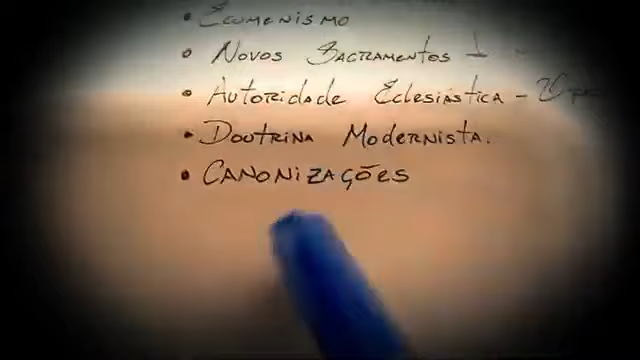 • Ecumenismo
• Novos Sacramentos
• Autoridade Eclesiástica -
• Doutrina Modernista.
• Canonizações